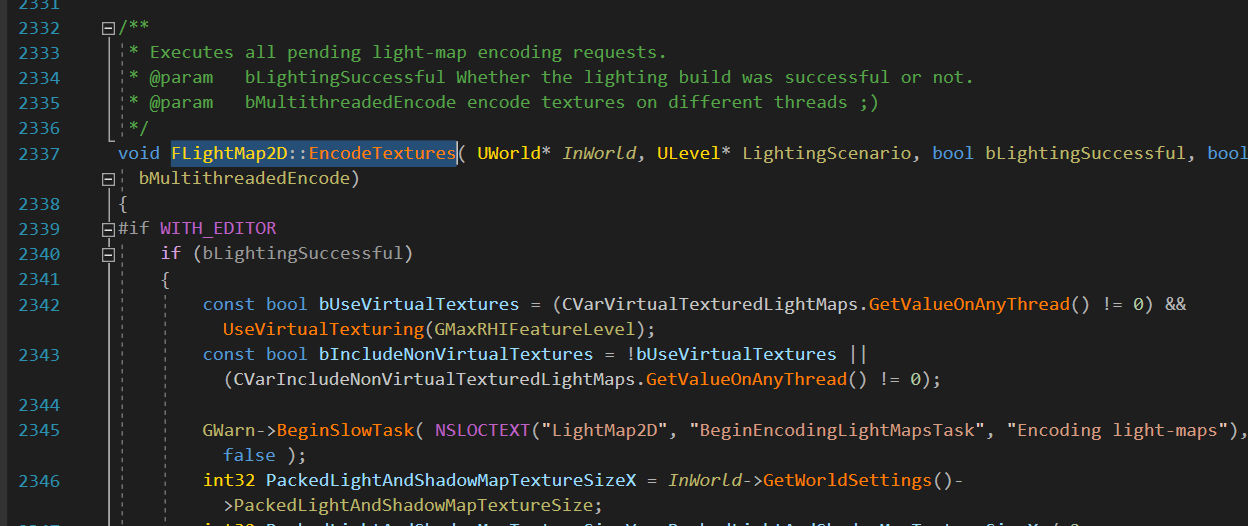 2331
2332 /**
2333 * Executes all pending light-map encoding requests.
2334 * @param bLightingSuccessful Whether the lighting build was successful or not.
2335 * @param bMultithreadedEncode encode textures on different threads ;)
2336 */
2337 void FLightMap2D::EncodeTextures( UWorld* InWorld, ULevel* LightingScenario, bool bLightingSuccessful, bool
bMultithreadedEncode)
2338 {
2339 #if WITH_EDITOR
2340 if (bLightingSuccessful)
2341 {
2342 const bool bUseVirtualTextures = (CVarVirtualTexturedLightMaps.GetValueOnAnyThread() != 0) &&
UseVirtualTexturing(GMaxRHIFeatureLevel);
2343 const bool bIncludeNonVirtualTextures = !bUseVirtualTextures ||
(CVarIncludeNonVirtualTexturedLightMaps.GetValueOnAnyThread() != 0);
2344
2345 GWarn->BeginSlowTask( NSLOCTEXT("LightMap2D", "BeginEncodingLightMapsTask", "Encoding light-maps"),
false );
2346 int32 PackedLightAndShadowMapTextureSizeX = InWorld->GetWorldSettings()-
>PackedLightAndShadowMapTextureSize;